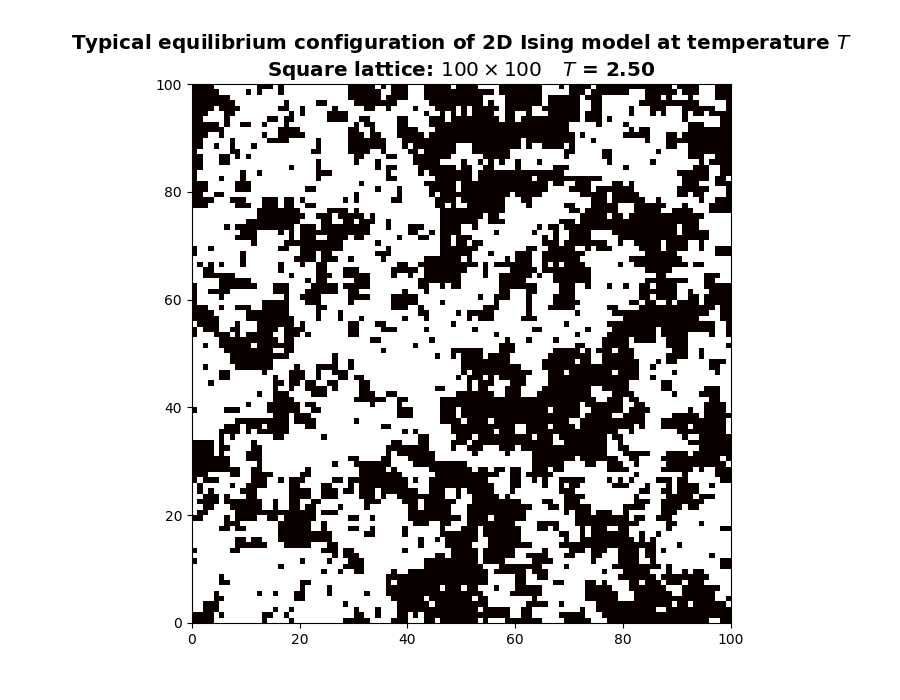 Typical equilibrium configuration of 2D Ising model at temperature T
Square lattice: 100 × 100 T = 2.50
100
80
60
40
20
0
0 20 40 60 80 100